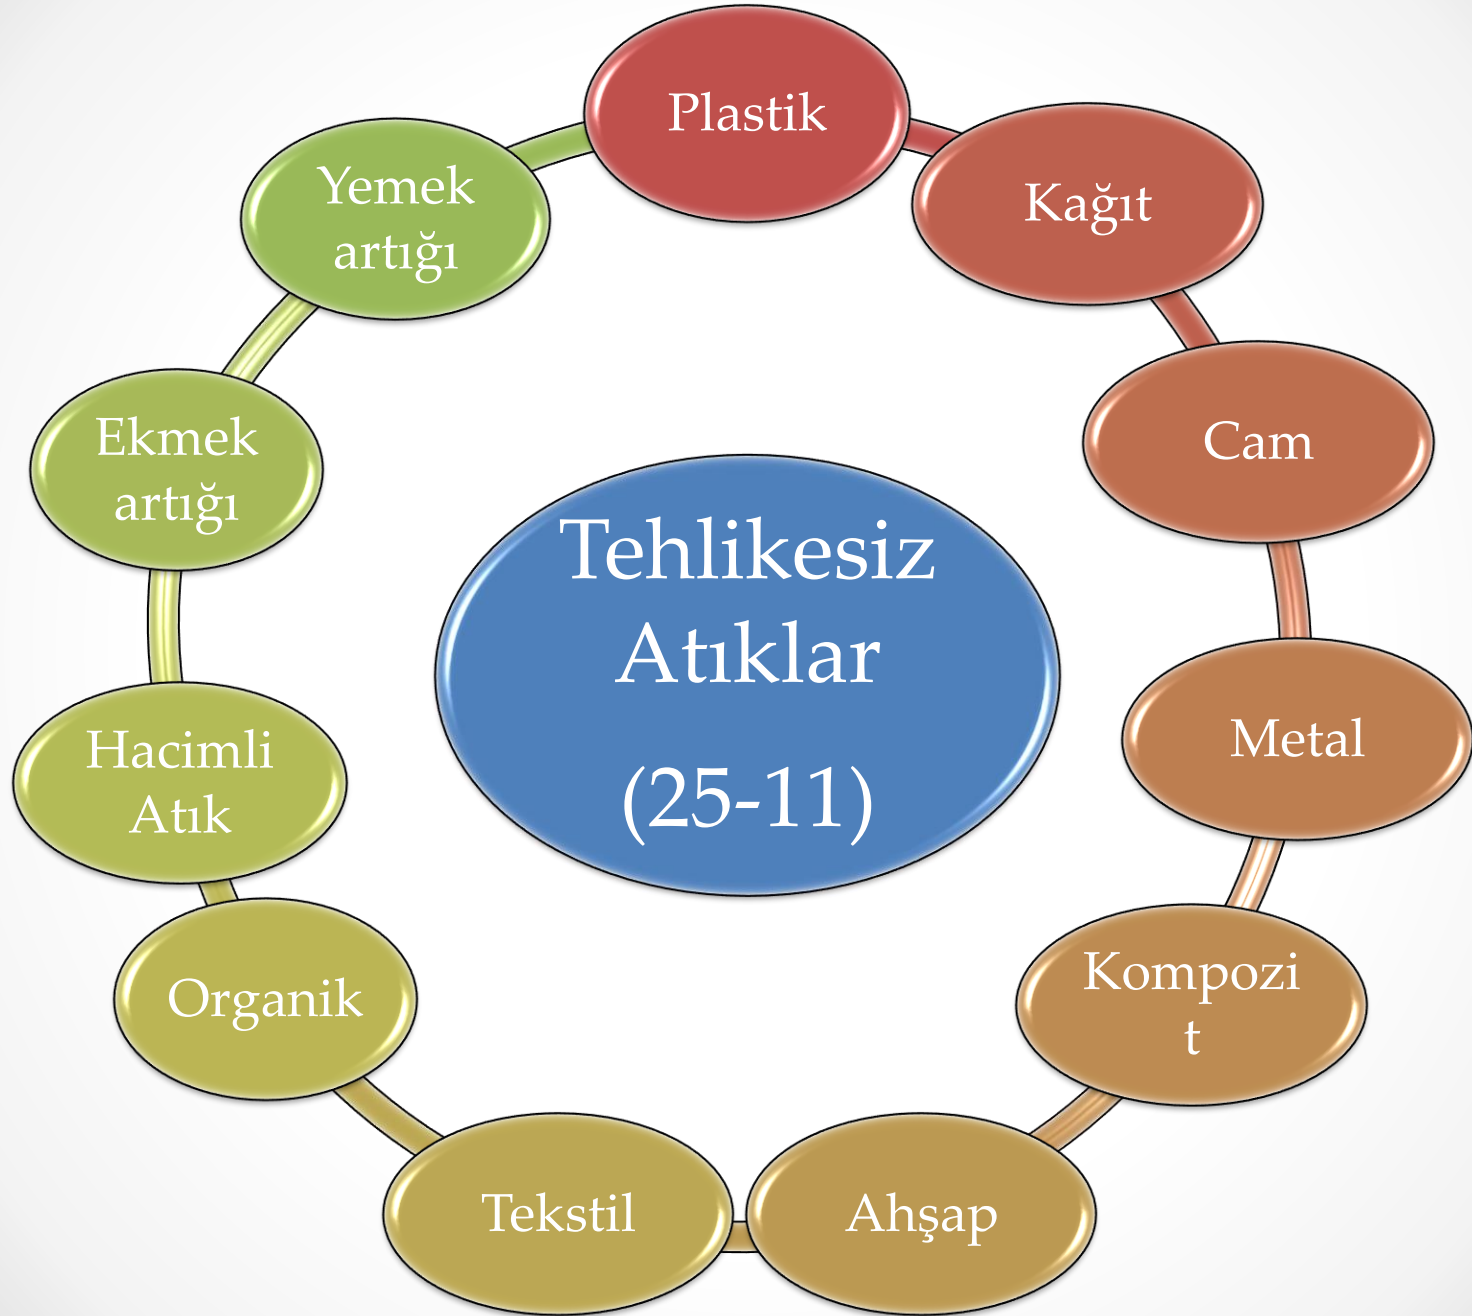 Plastik
Kağıt
Cam
Metal
Kompozi
t
Ahşap
Tekstil
Organik
Hacimli
Atık
Ekmek
artığı
Yemek
artığı
Tehlikesiz
Atıklar
(25-11)